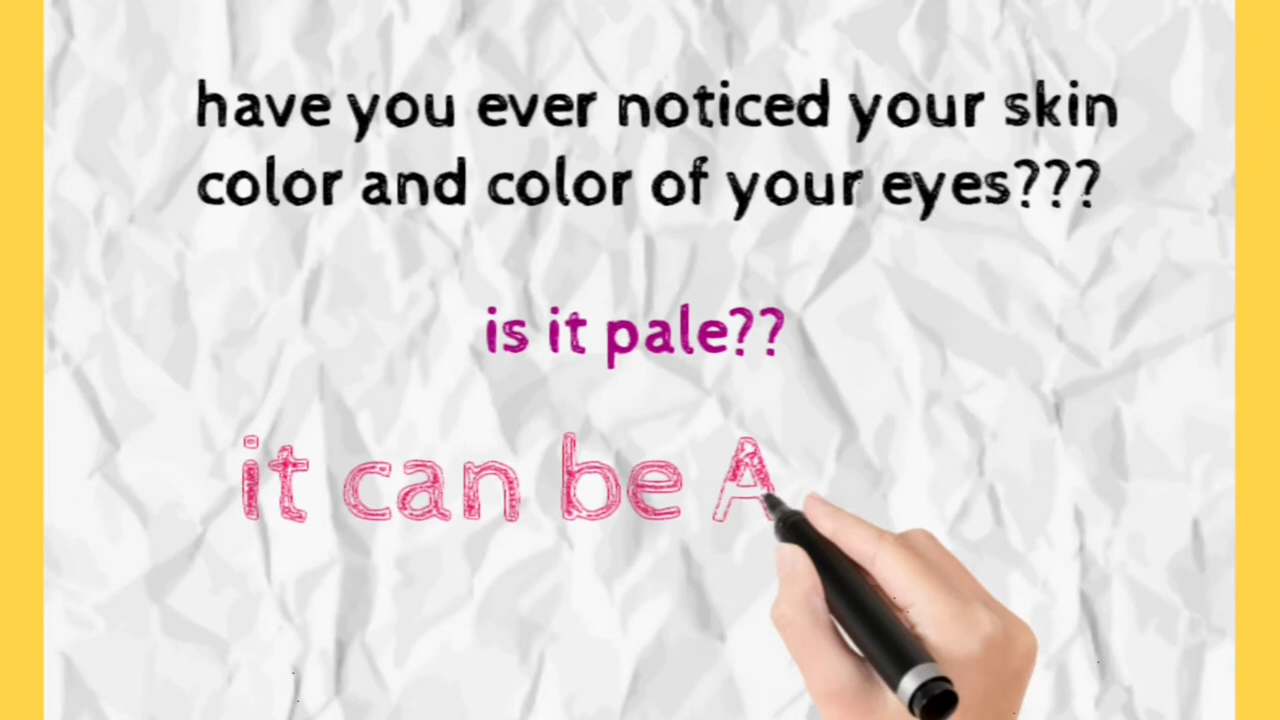 have you ever noticed your skin
color and color of your eyes???
is it pale??
it can be A